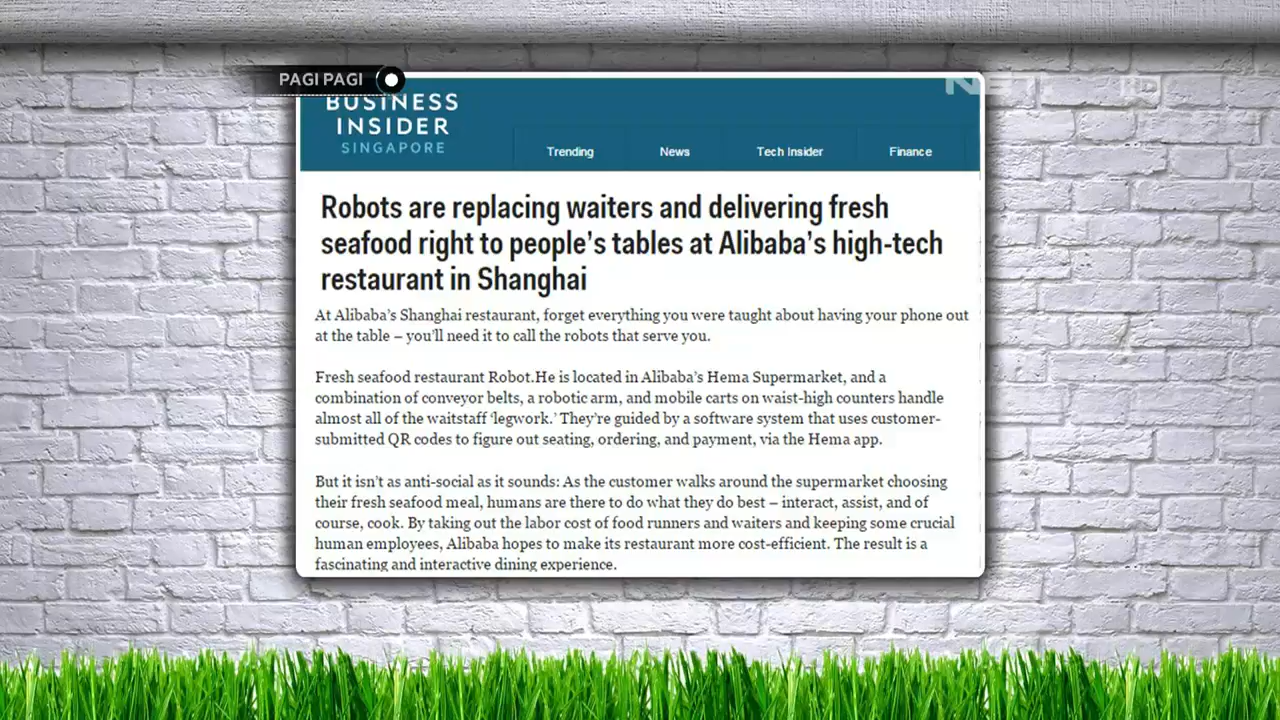 PAGI PAGI
BUSINESS
INSIDER
SINGAPORE
Trending News Tech Insider Finance
Robots are replacing waiters and delivering fresh
seafood right to people’s tables at Alibaba’s high-tech
restaurant in Shanghai
At Alibaba’s Shanghai restaurant, forget everything you were taught about having your phone out
at the table – you’ll need it to call the robots that serve you.
Fresh seafood restaurant Robot.He is located in Alibaba’s Hema Supermarket, and a
combination of conveyor belts, a robotic arm, and mobile carts on waist-high counters handle
almost all of the waitstaff ‘legwork.’ They’re guided by a software system that uses customer-
submitted QR codes to figure out seating, ordering, and payment, via the Hema app.
But it isn’t as anti-social as it sounds: As the customer walks around the supermarket choosing
their fresh seafood meal, humans are there to do what they do best – interact, assist, and of
course, cook. By taking out the labor cost of food runners and waiters and keeping some crucial
human employees, Alibaba hopes to make its restaurant more cost-efficient. The result is a
fascinating and interactive dining experience.